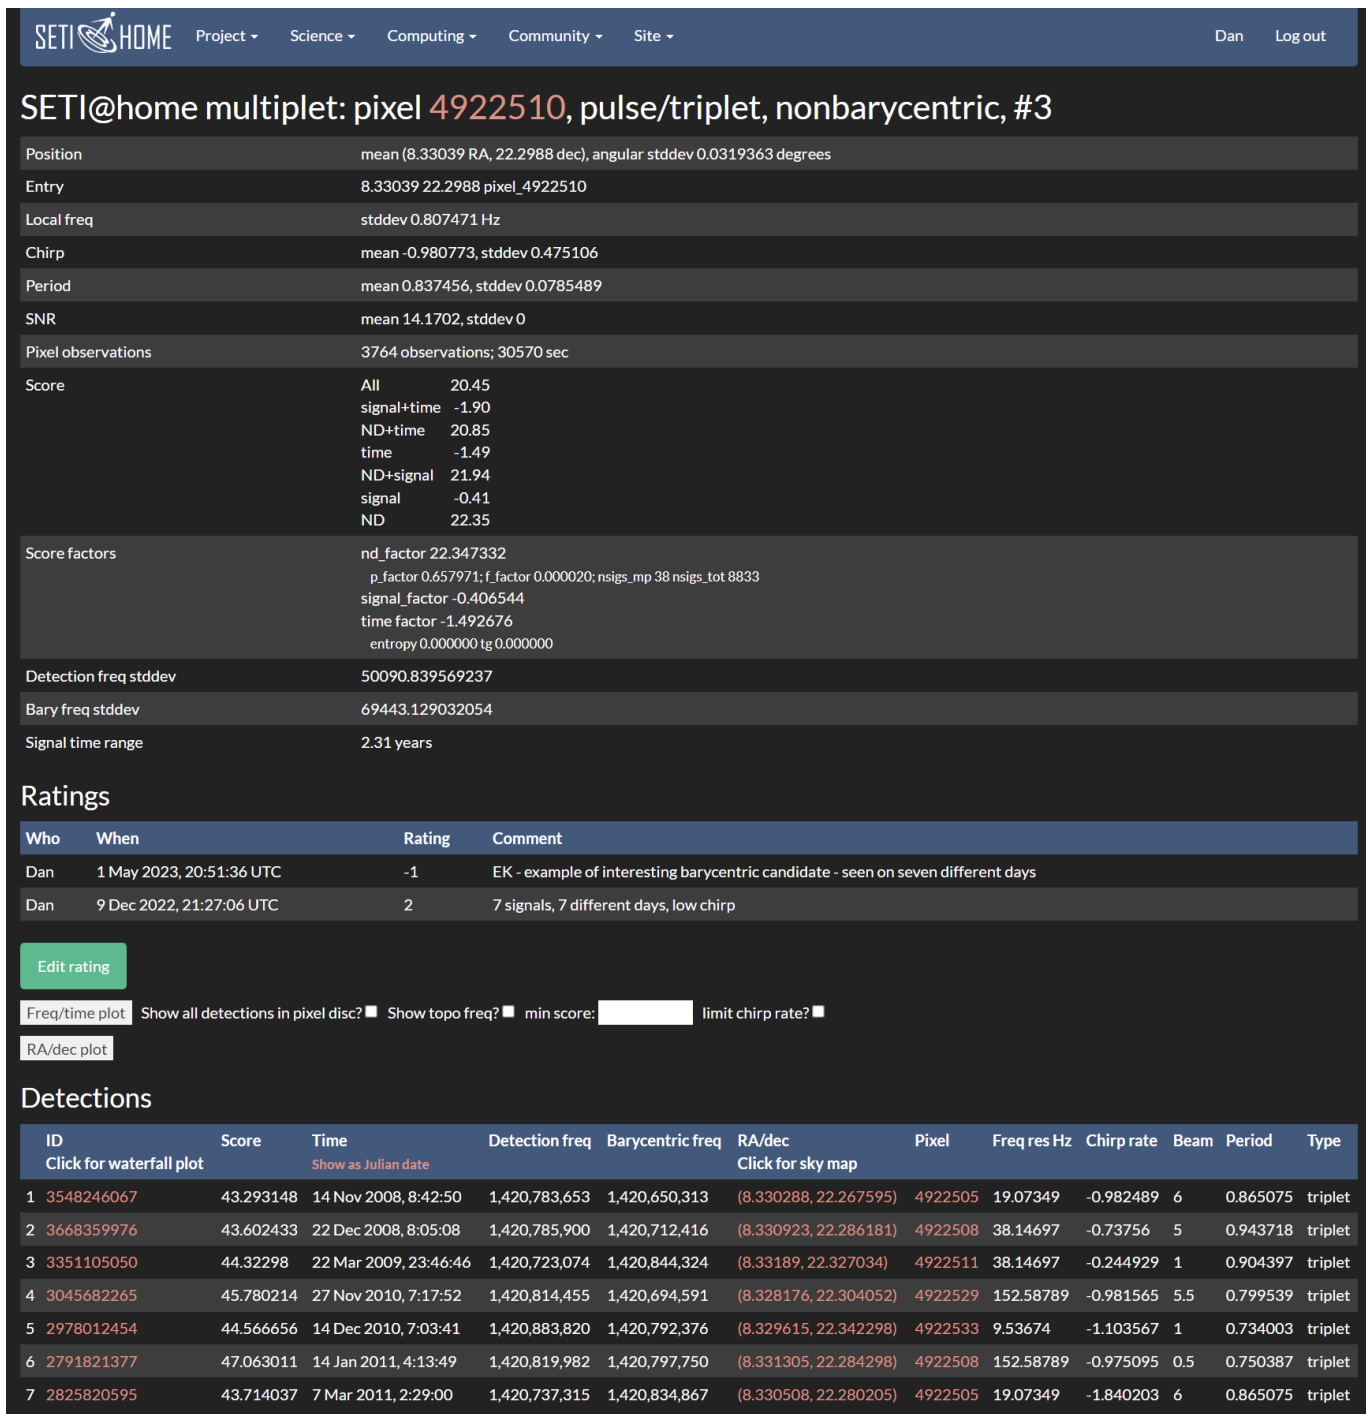 SETI HOME Project Science Computing Community Site Dan Log out
SETI@home multiplet: pixel 4922510, pulse/triplet, nonbarycentric, #3
Position mean (8.33039 RA, 22.2988 dec), angular stddev 0.0319363 degrees
Entry 8.33039 22.2988 pixel_4922510
Local freq stddev 0.807471 Hz
Chirp mean -0.980773, stddev 0.475106
Period mean 0.837456, stddev 0.0785489
SNR mean 14.1702, stddev 0
Pixel observations 3764 observations; 30570 sec
Score All 20.45
signal+time -1.90
ND+time 20.85
time -1.49
ND+signal 21.94
signal -0.41
ND 22.35
Score factors nd_factor 22.347332
p_factor 0.657971; f_factor 0.000020; nsigs_mp 38 nsigs_tot 8833
signal_factor -0.406544
time factor -1.492676
entropy 0.000000 tg 0.000000
Detection freq stddev 50090.839569237
Bary freq stddev 69443.129032054
Signal time range 2.31 years
Ratings
Who When Rating Comment
Dan 1 May 2023, 20:51:36 UTC -1 EK - example of interesting barycentric candidate - seen on seven different days
Dan 9 Dec 2022, 21:27:06 UTC 2 7 signals, 7 different days, low chirp
Edit rating
Freq/time plot Show all detections in pixel disc? Show topo freq? min score: limit chirp rate?
RA/dec plot
Detections
ID Score Time Detection freq Barycentric freq RA/dec Pixel Freq res Hz Chirp rate Beam Period Type
Click for waterfall plot Show as Julian date Click for sky map
1 3548246067 43.293148 14 Nov 2008, 8:42:50 1,420,783,653 1,420,650,313 (8.330288, 22.267595) 4922505 19.07349 -0.982489 6 0.865075 triplet
2 3668359976 43.602433 22 Dec 2008, 8:05:08 1,420,785,900 1,420,712,416 (8.330923, 22.286181) 4922508 38.14697 -0.73756 5 0.943718 triplet
3 3351105050 44.32298 22 Mar 2009, 23:46:46 1,420,723,074 1,420,844,324 (8.33189, 22.327034) 4922511 38.14697 -0.244929 1 0.904397 triplet
4 3045682265 45.780214 27 Nov 2010, 7:17:52 1,420,814,455 1,420,694,591 (8.328176, 22.304052) 4922529 152.58789 -0.981565 5.5 0.799539 triplet
5 2978012454 44.566656 14 Dec 2010, 7:03:41 1,420,883,820 1,420,792,376 (8.329615, 22.342298) 4922533 9.53674 -1.103567 1 0.734003 triplet
6 2791821377 47.063011 14 Jan 2011, 4:13:49 1,420,819,982 1,420,797,750 (8.331305, 22.284298) 4922508 152.58789 -0.975095 0.5 0.750387 triplet
7 2825820595 43.714037 7 Mar 2011, 2:29:00 1,420,737,315 1,420,834,867 (8.330508, 22.280205) 4922505 19.07349 -1.840203 6 0.865075 triplet